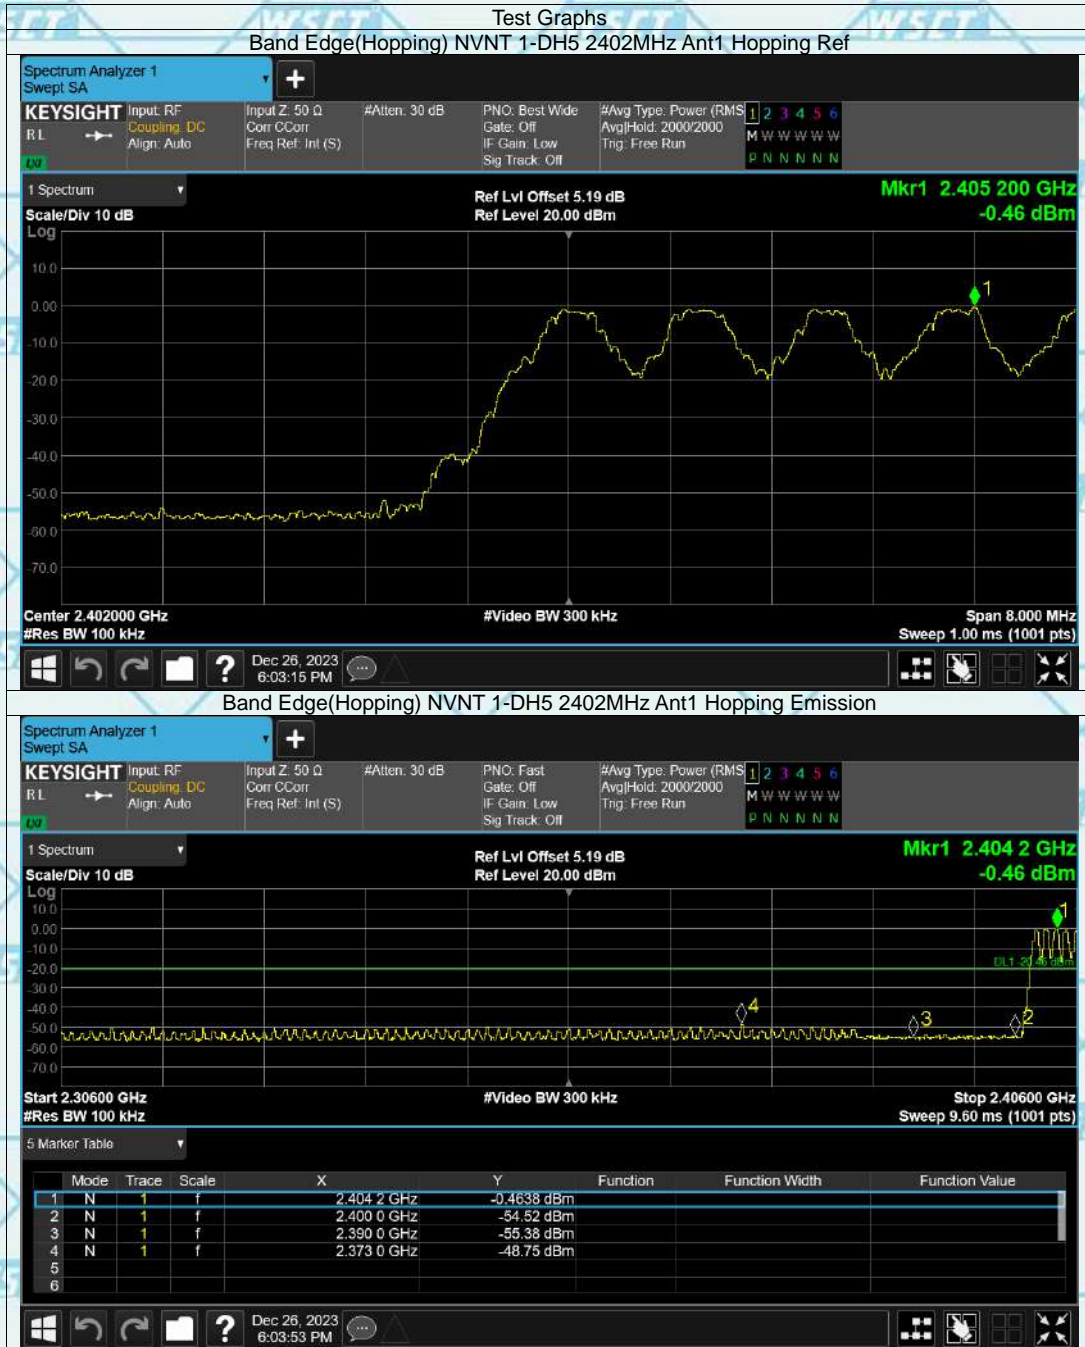 Test Graphs
Band Edge(Hopping) NVNT 1-DH5 2402MHz Ant1 Hopping Ref
Spectrum Analyzer 1
Swept SA
+
KEYSIGHT Input: RF Input Z: 50 Ω #Atten: 30 dB PNO: Best Wide #Avg Type: Power (RMS 1 2 3 4 5 6
RL Coupling: DC Corr CCorr Gate: Off Avg|Hold: 2000/2000 M W W W W W
Align: Auto Freq Ref: Int (S) IF Gain: Low Trig: Free Run
LXI Sig Track: Off P N N N N N
1 Spectrum Ref Lvl Offset 5.19 dB Mkr1 2.405 200 GHz
Scale/Div 10 dB Ref Level 20.00 dBm -0.46 dBm
Log
10.0
1
0.00
-10.0
-20.0
-30.0
-40.0
-50.0
-60.0
-70.0
Center 2.402000 GHz #Video BW 300 kHz Span 8.000 MHz
#Res BW 100 kHz Sweep 1.00 ms (1001 pts)
? Dec 26, 2023
6:03:15 PM
Band Edge(Hopping) NVNT 1-DH5 2402MHz Ant1 Hopping Emission
Spectrum Analyzer 1
Swept SA
+
KEYSIGHT Input: RF Input Z: 50 Ω #Atten: 30 dB PNO: Fast #Avg Type: Power (RMS 1 2 3 4 5 6
RL Coupling: DC Corr CCorr Gate: Off Avg|Hold: 2000/2000 M W W W W W
Align: Auto Freq Ref: Int (S) IF Gain: Low Trig: Free Run
LXI Sig Track: Off P N N N N N
1 Spectrum Ref Lvl Offset 5.19 dB Mkr1 2.404 2 GHz
Scale/Div 10 dB Ref Level 20.00 dBm -0.46 dBm
Log
10.0 1
0.00
-10.0
DL1 -20.46 dBm
-20.0
-30.0
-40.0 4
-50.0 3 2
-60.0
-70.0
Start 2.30600 GHz #Video BW 300 kHz Stop 2.40600 GHz
#Res BW 100 kHz Sweep 9.60 ms (1001 pts)
5 Marker Table
Mode Trace Scale X Y Function Function Width Function Value
1 N 1 f 2.404 2 GHz -0.4638 dBm
2 N 1 f 2.400 0 GHz -54.52 dBm
3 N 1 f 2.390 0 GHz -55.38 dBm
4 N 1 f 2.373 0 GHz -48.75 dBm
5
6
? Dec 26, 2023
6:03:53 PM